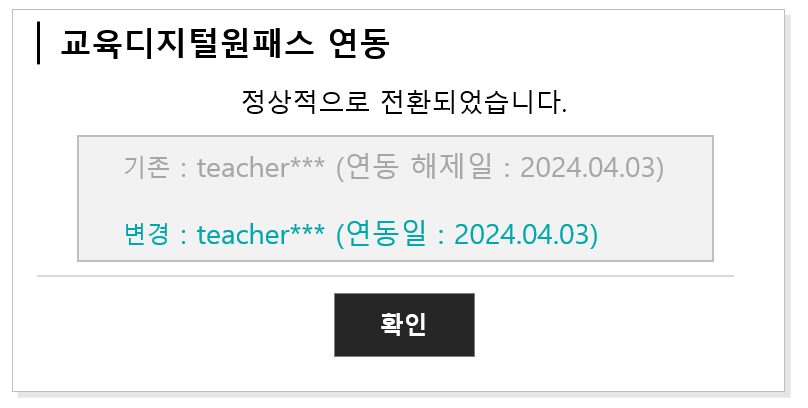 교육디지털원패스 연동
정상적으로 전환되었습니다.
기존 : teacher*** (연동 해제일 : 2024.04.03)
변경 : teacher*** (연동일 : 2024.04.03)
확인